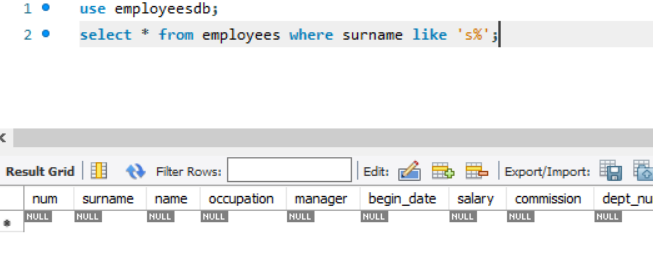 1 use employeesdb;
2 select * from employees where surname like 's%';
Result Grid Filter Rows: Edit: Export/Import:
num surname name occupation manager begin_date salary commission dept_nu
* NULL NULL NULL NULL NULL NULL NULL NULL NULL